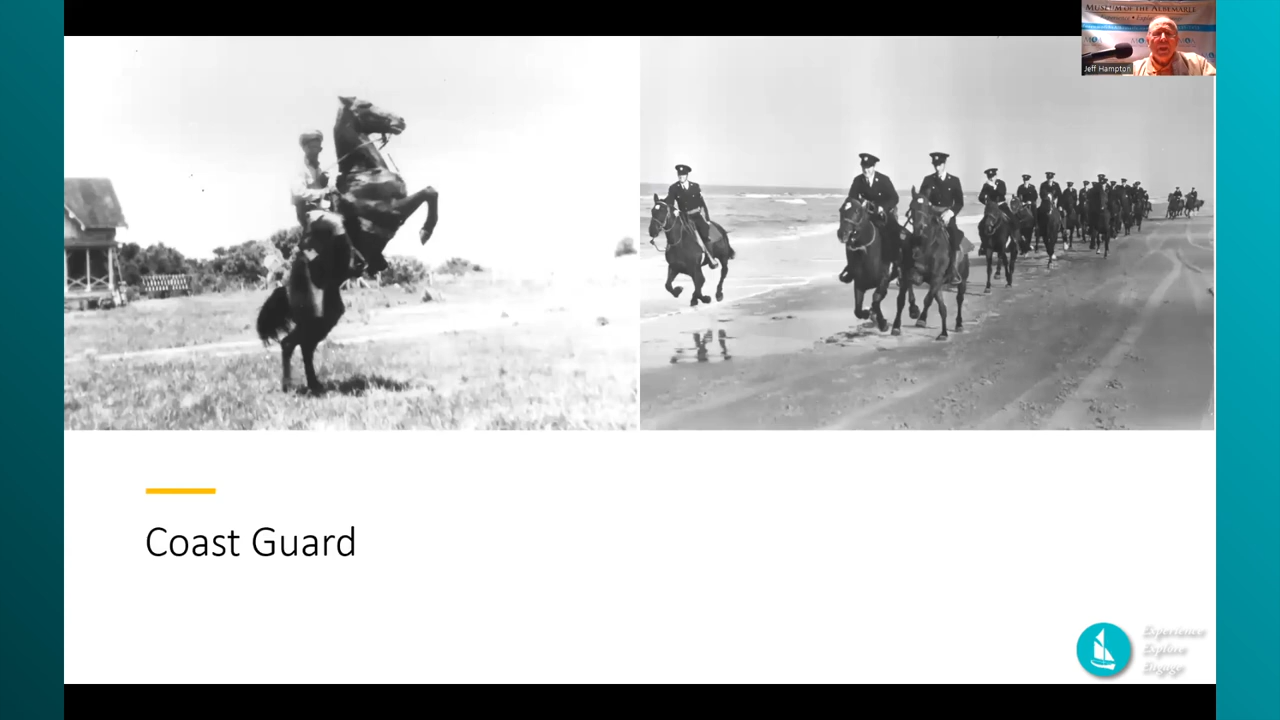 MUSEUM OF THE ALBEMARLE
Jeff Hampton
Coast Guard
Experience
Explore
Engage